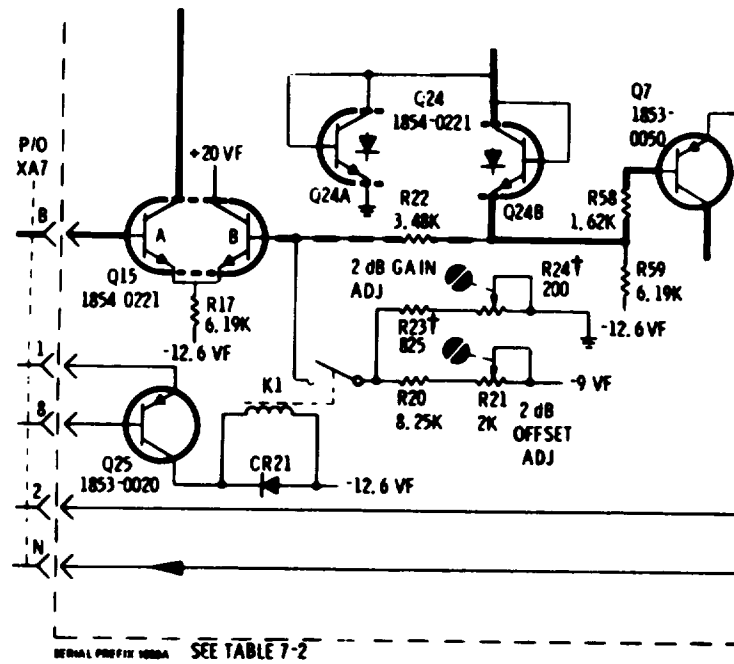 Q24
1854-0221
Q7
1853-
0050
P/O
XA7
+20 VF
Q24A
Q24B
R22
3.48K
R58
1.62K
B
A
B
Q15
1854 0221
R17
6.19K
-12.6 VF
2 dB GAIN
ADJ
R24†
200
R59
6.19K
-12.6 VF
R23†
825
1
K1
-9 VF
R20
8.25K
R21
2K
2 dB
OFFSET
ADJ
8
Q25
1853-0020
CR21
-12.6 VF
2
N
SERIAL PREFIX
SEE TABLE 7-2